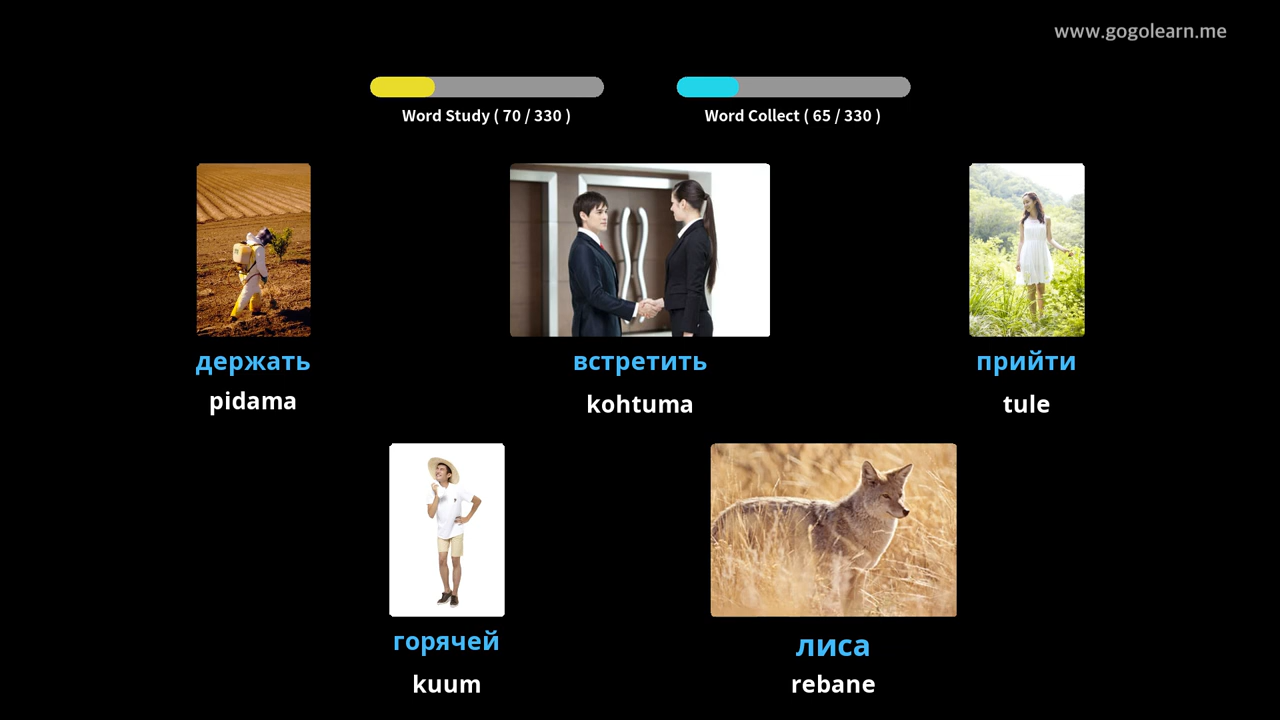 www.gogolearn.me
Word Study ( 70 / 330 )
Word Collect ( 65 / 330 )
держать
встретить
прийти
pidama
kohtuma
tule
горячей
лиса
kuum
rebane